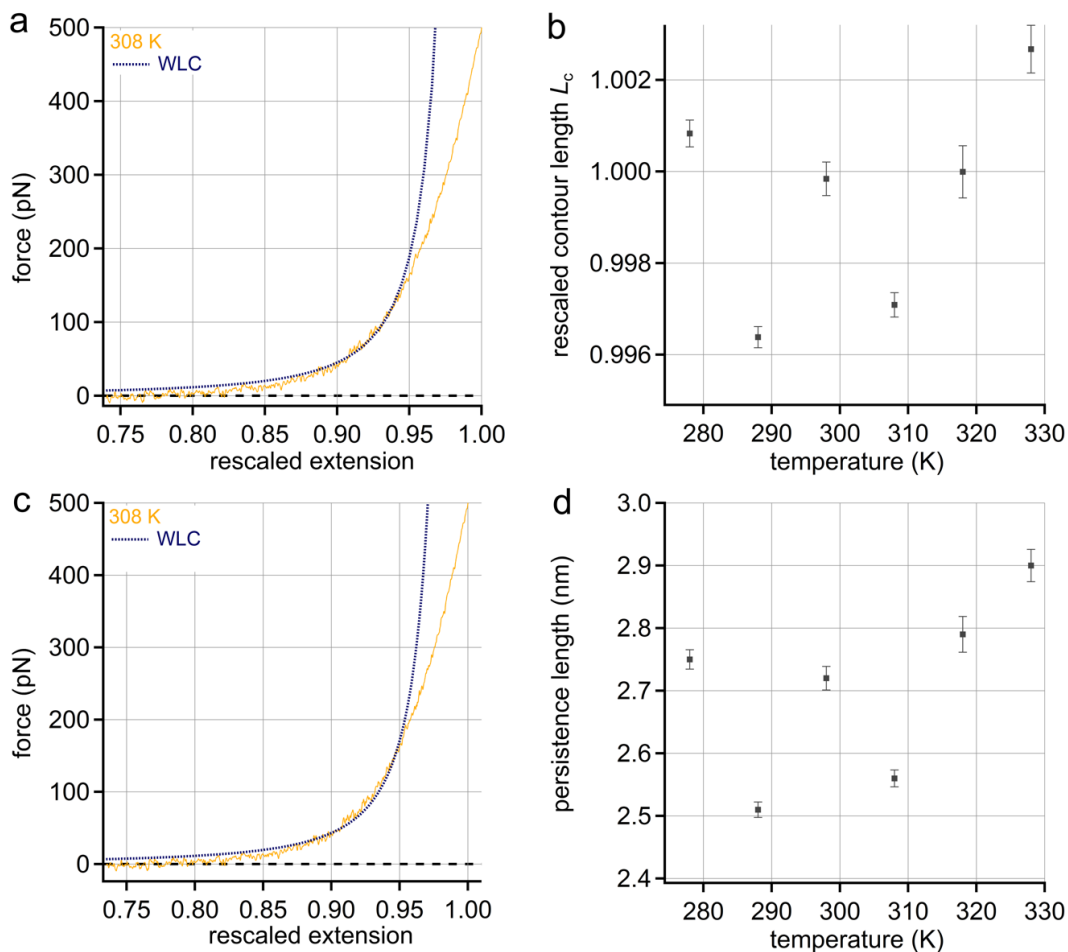 a
500
400
300
200
100
0
force (pN)
308 K
WLC
0.75 0.80 0.85 0.90 0.95 1.00
rescaled extension
b
1.002
1.000
0.998
0.996
rescaled contour length Lc
280 290 300 310 320 330
temperature (K)
c
500
400
300
200
100
0
force (pN)
308 K
WLC
0.75 0.80 0.85 0.90 0.95 1.00
rescaled extension
d
3.0
2.9
2.8
2.7
2.6
2.5
2.4
persistence length (nm)
280 290 300 310 320 330
temperature (K)